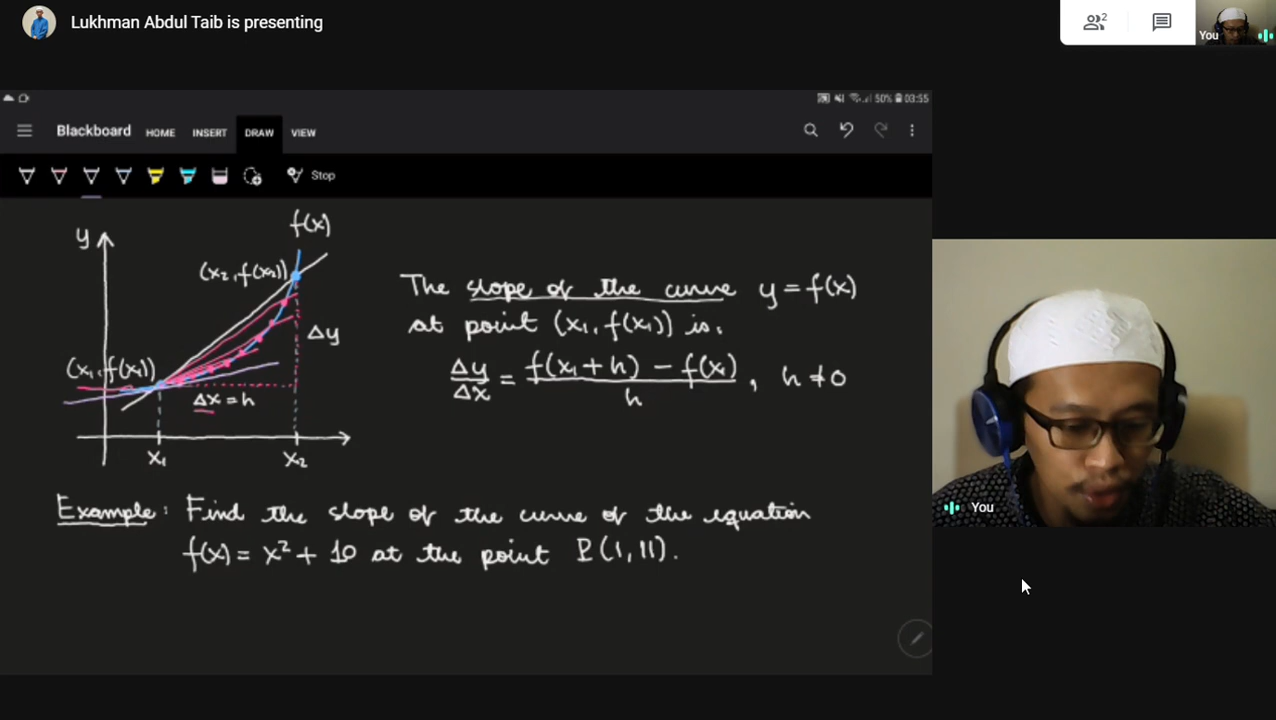 Lukhman Abdul Taib is presenting
2
You
50% 03:55
Blackboard HOME INSERT DRAW VIEW
Stop
y
f(x)
(x₂, f(x₂))
Δy
(x₁, f(x₁))
Δx = h
x₁ x₂
The slope of the curve y = f(x)
at point (x₁, f(x₁)) is,
Δy/Δx = (f(x₁ + h) − f(x₁))/h, h ≠ 0
Example: Find the slope of the curve of the equation
f(x) = x² + 10 at the point P(1, 11).
You